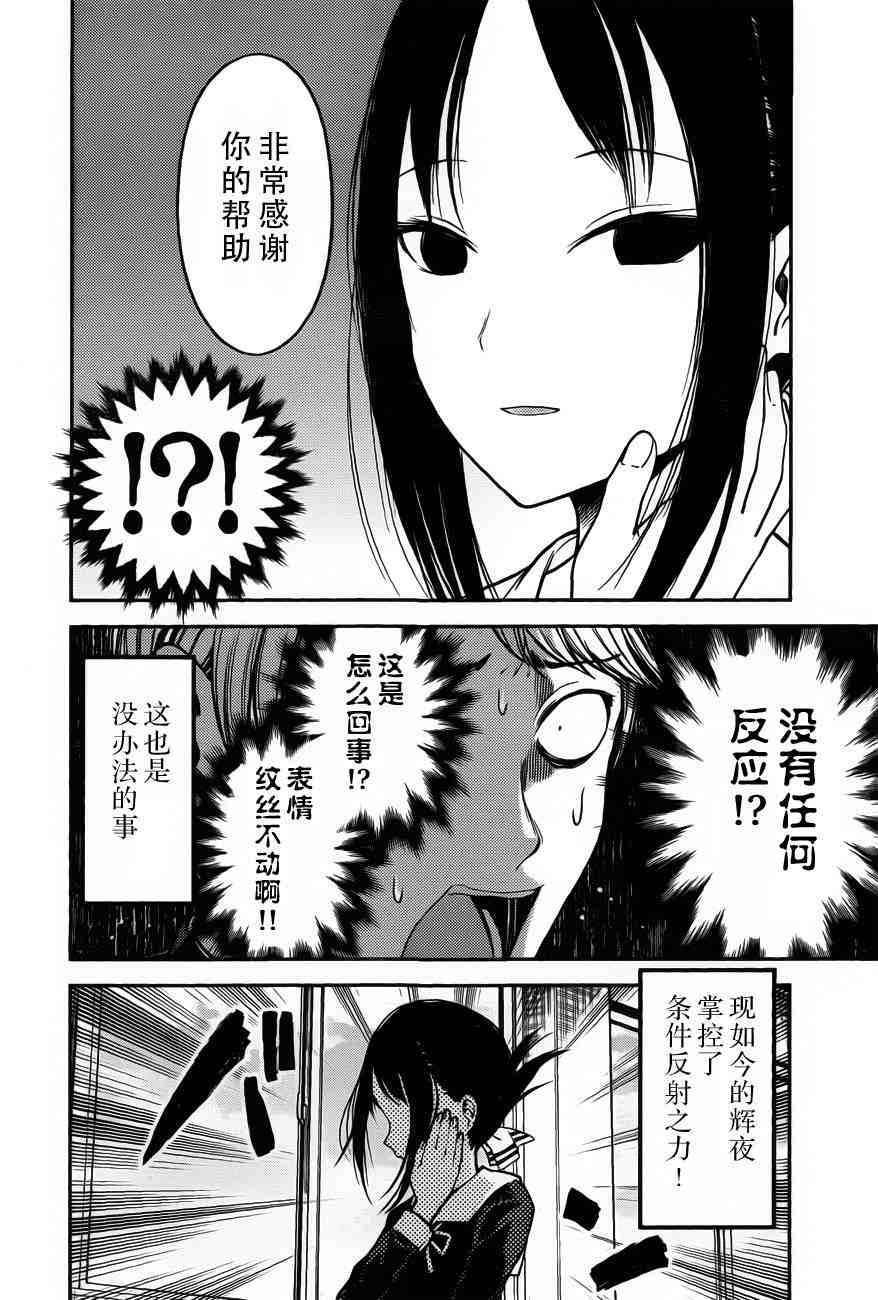 非常感谢
你的帮助
!?!
没有任何
反应!?
这是
怎么回事!?
表情
纹丝不动啊!!
这也是
没办法的事
现如今的辉夜
掌控了
条件反射之力！